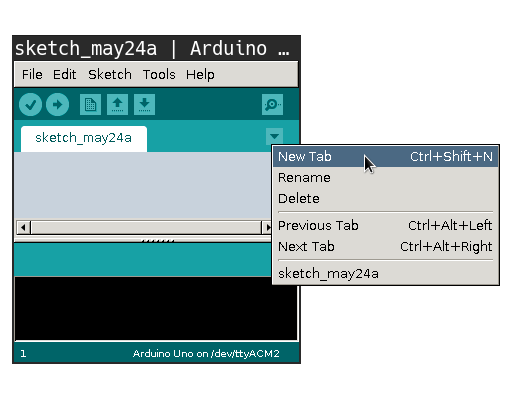 sketch_may24a | Arduino …
File Edit Sketch Tools Help
sketch_may24a
New Tab Ctrl+Shift+N
Rename
Delete
Previous Tab Ctrl+Alt+Left
Next Tab Ctrl+Alt+Right
sketch_may24a
1 Arduino Uno on /dev/ttyACM2